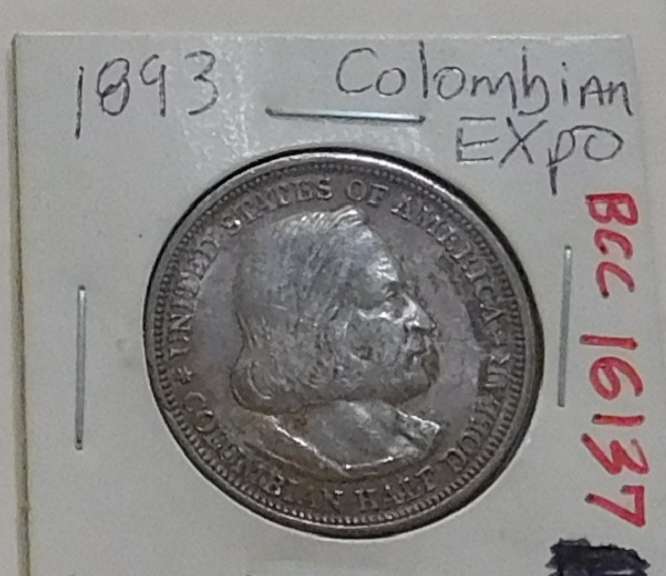 1893 Colombian
Expo
BCC 16137
UNITED STATES OF AMERICA
COLUMBIAN HALF DOLLAR